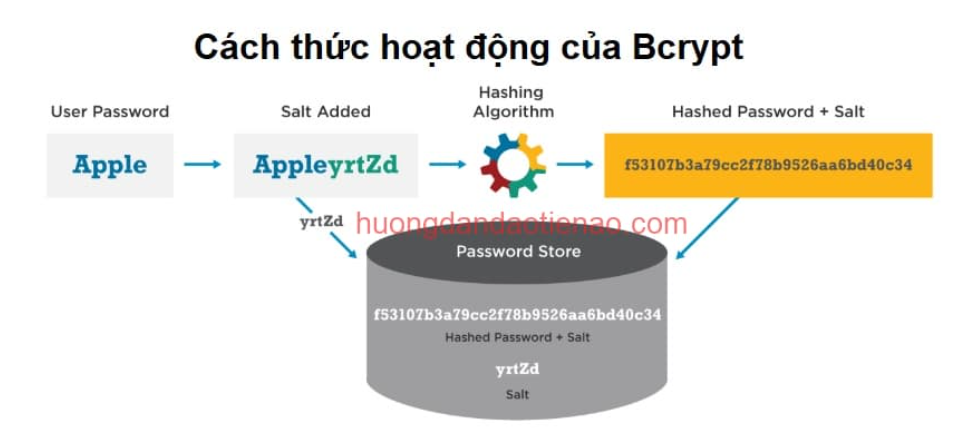 Cách thức hoạt động của Bcrypt
User Password
Salt Added
Hashing
Algorithm
Hashed Password + Salt
Apple
AppleyrtZd
f53107b3a79cc2f78b9526aa6bd40c34
yrtZd
huongdandaotienao.com
Password Store
f53107b3a79cc2f78b9526aa6bd40c34
Hashed Password + Salt
yrtZd
Salt